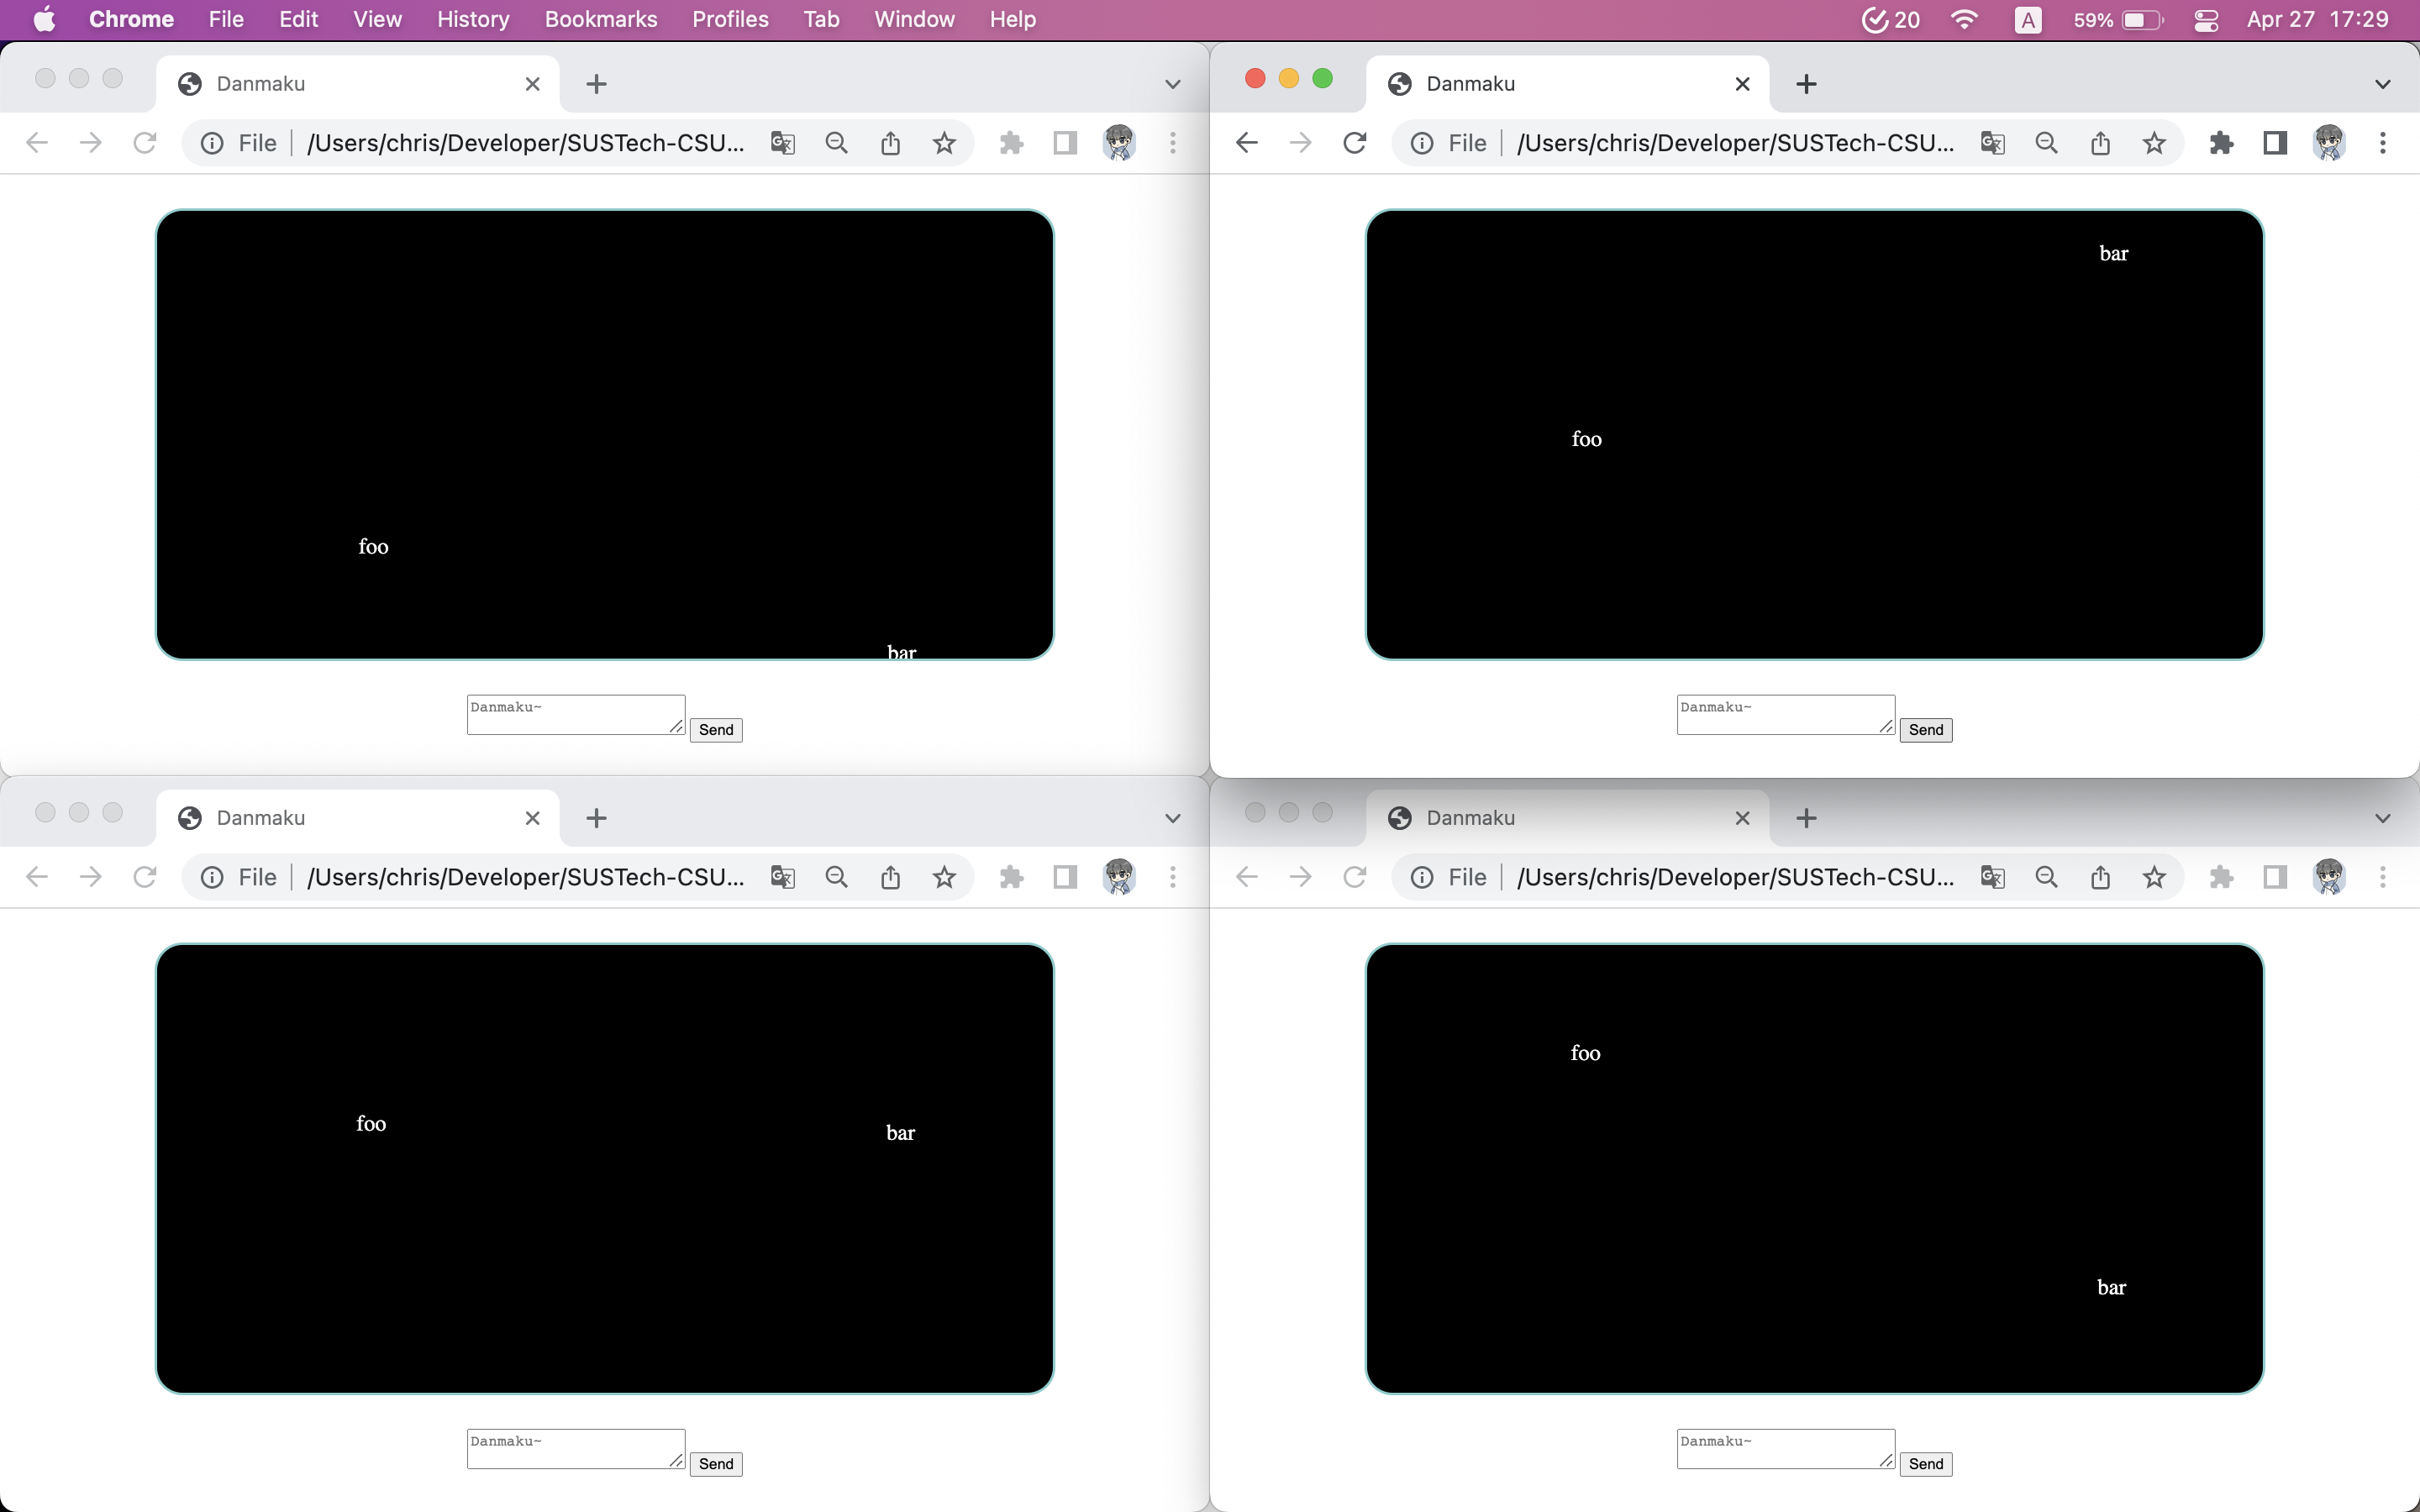 Chrome File Edit View History Bookmarks Profiles Tab Window Help 20 A 59% Apr 27 17:29
Danmaku
File /Users/chris/Developer/SUSTech-CSU...
foo
bar
Danmaku~
Send
Danmaku
File /Users/chris/Developer/SUSTech-CSU...
bar
foo
Danmaku~
Send
Danmaku
File /Users/chris/Developer/SUSTech-CSU...
foo
bar
Danmaku~
Send
Danmaku
File /Users/chris/Developer/SUSTech-CSU...
foo
bar
Danmaku~
Send